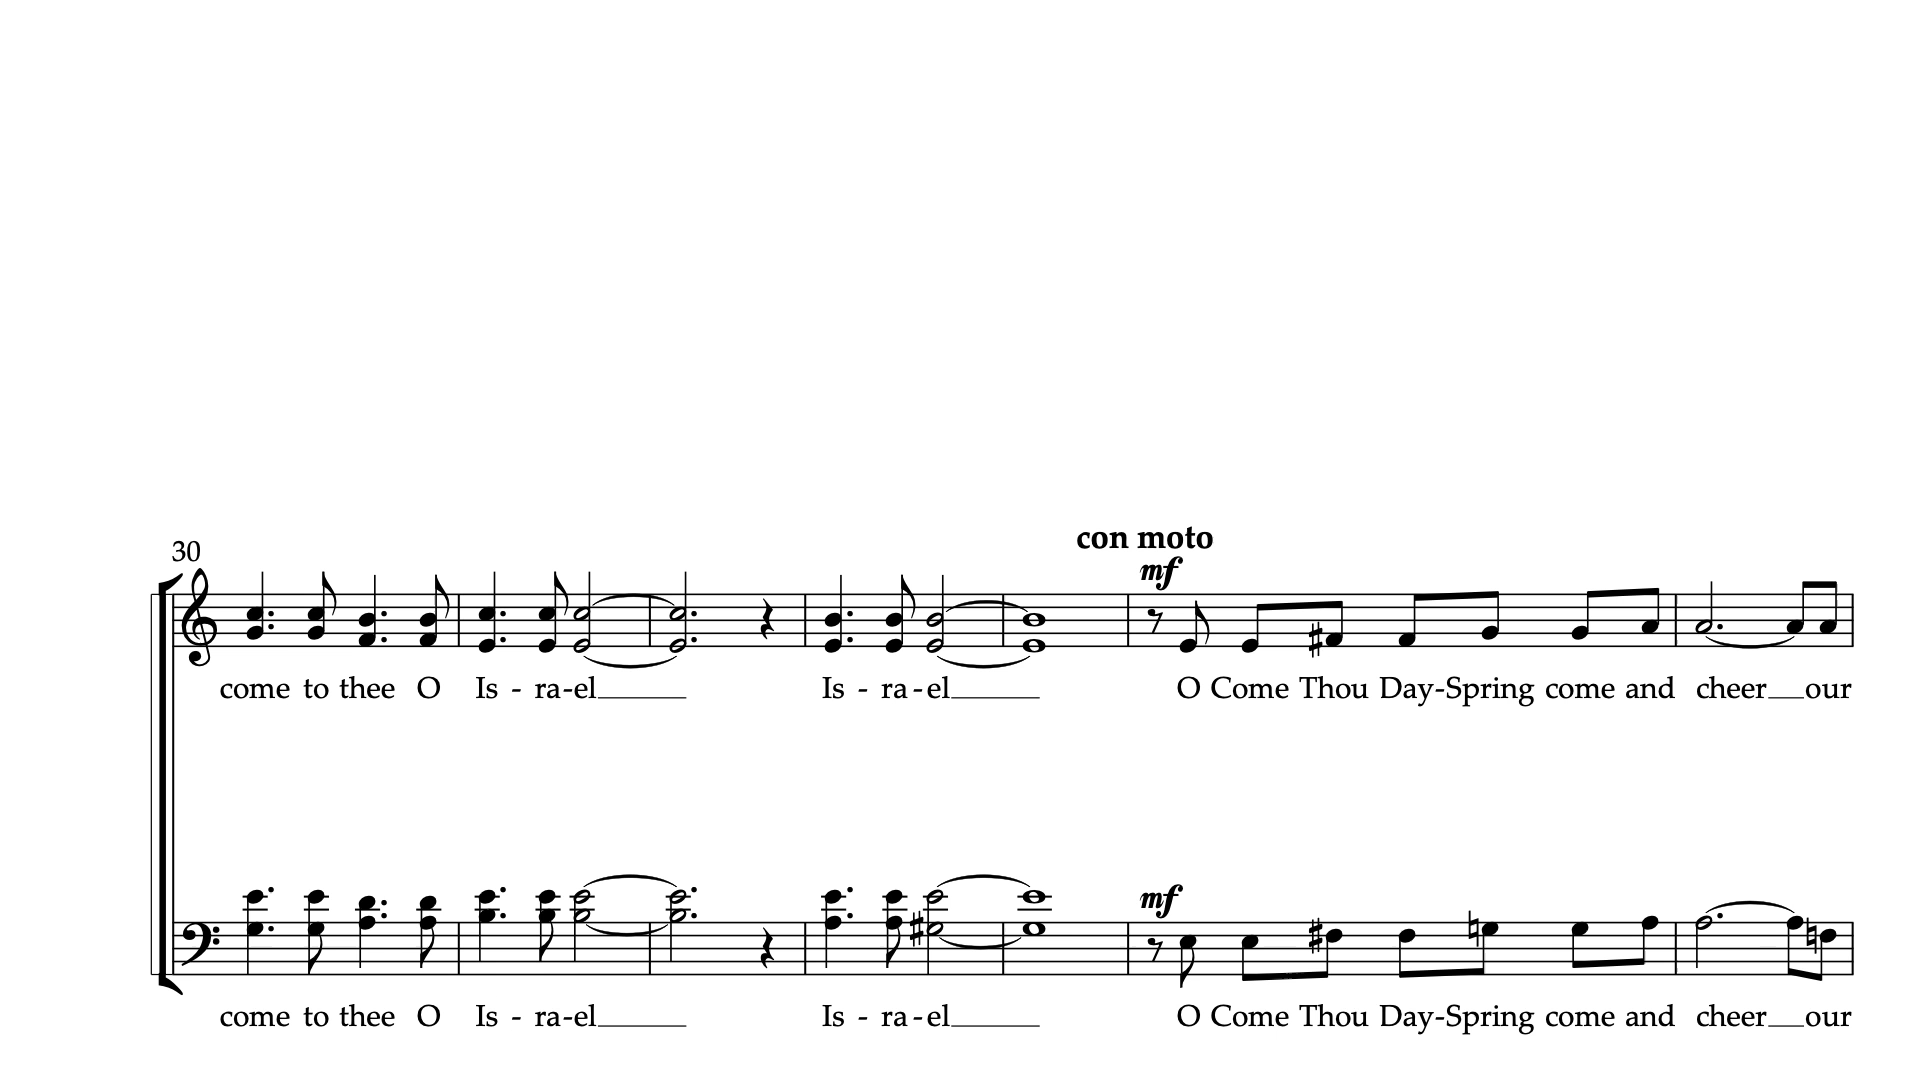 con moto
30
mf
come to thee O Is - ra-el Is - ra-el O Come Thou Day-Spring come and cheer our
mf
come to thee O Is - ra-el Is - ra-el O Come Thou Day-Spring come and cheer our